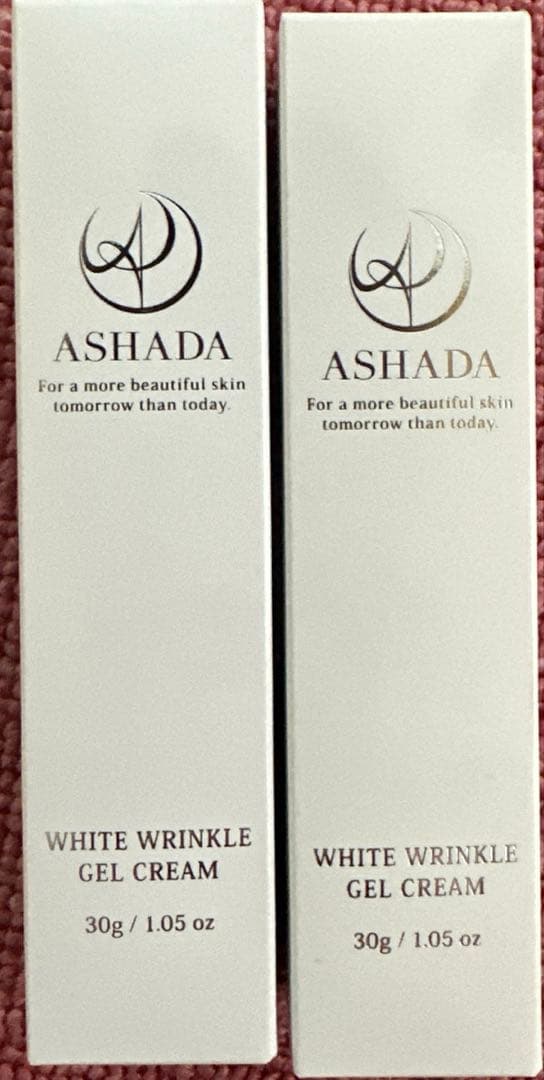 ASHADA
For a more beautiful skin
tomorrow than today.
WHITE WRINKLE
GEL CREAM
30g / 1.05 oz
ASHADA
For a more beautiful skin
tomorrow than today.
WHITE WRINKLE
GEL CREAM
30g / 1.05 oz